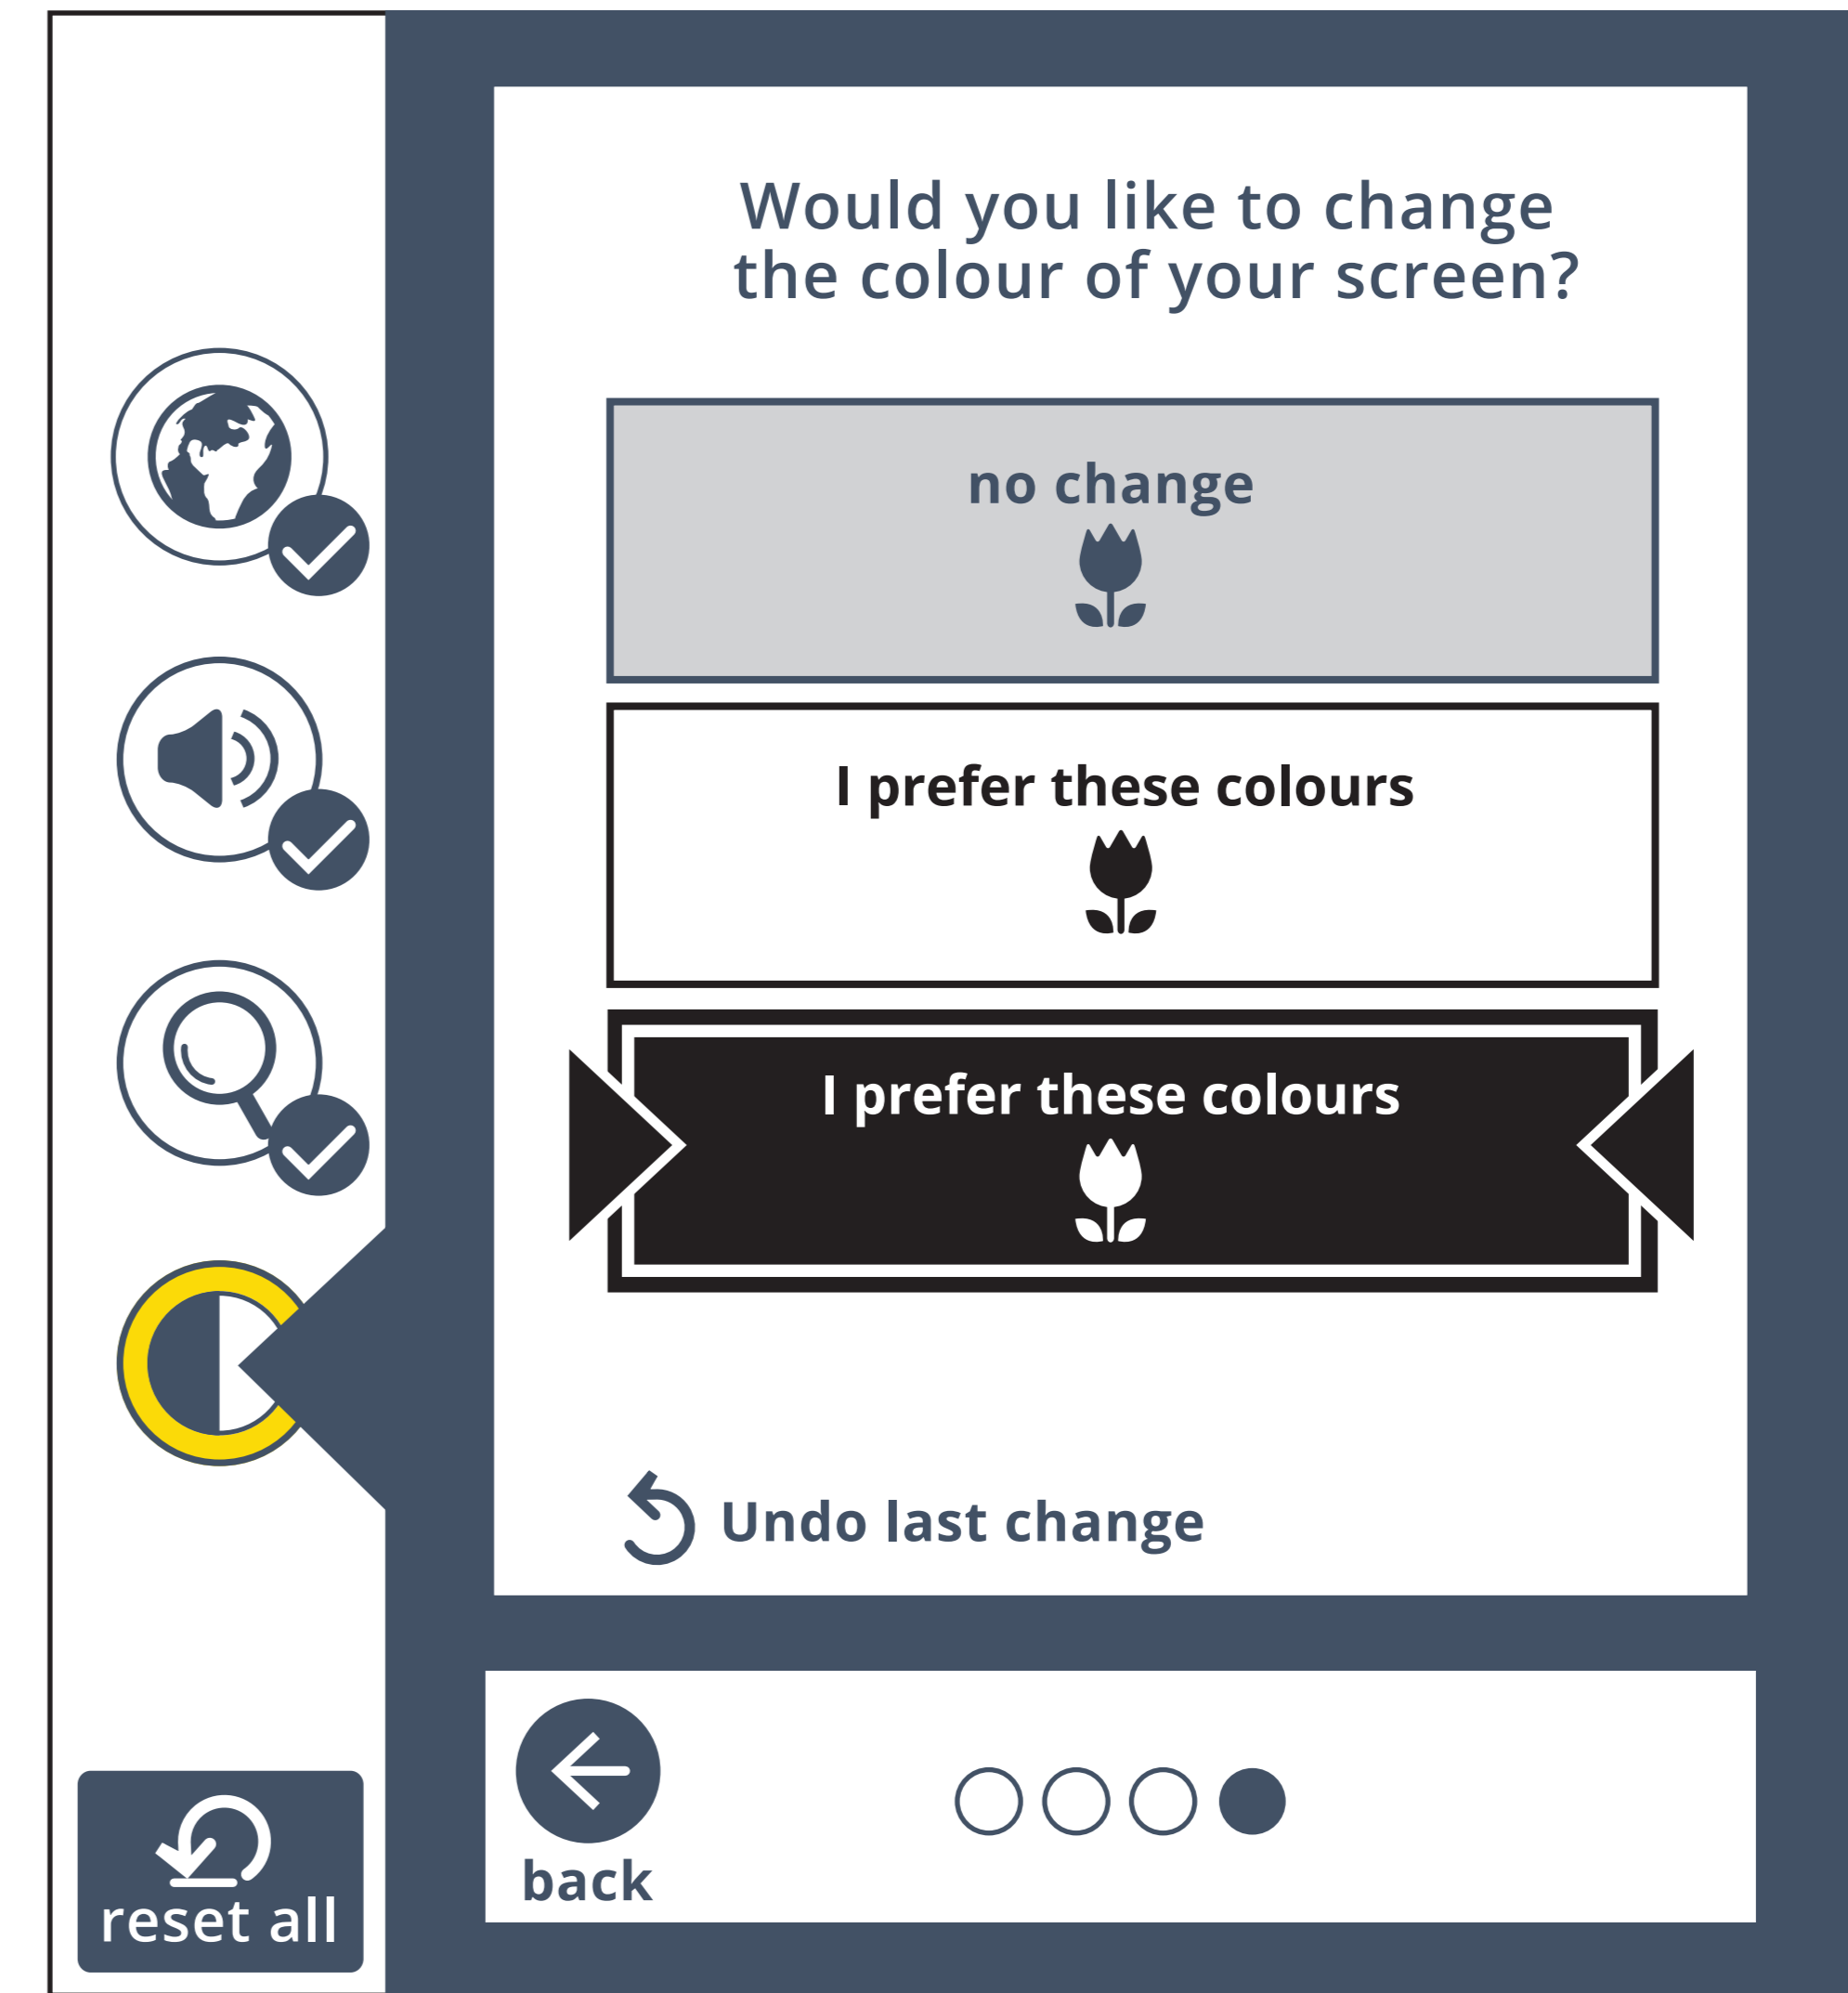 Would you like to change
the colour of your screen?
no change
I prefer these colours
I prefer these colours
Undo last change
back
reset all